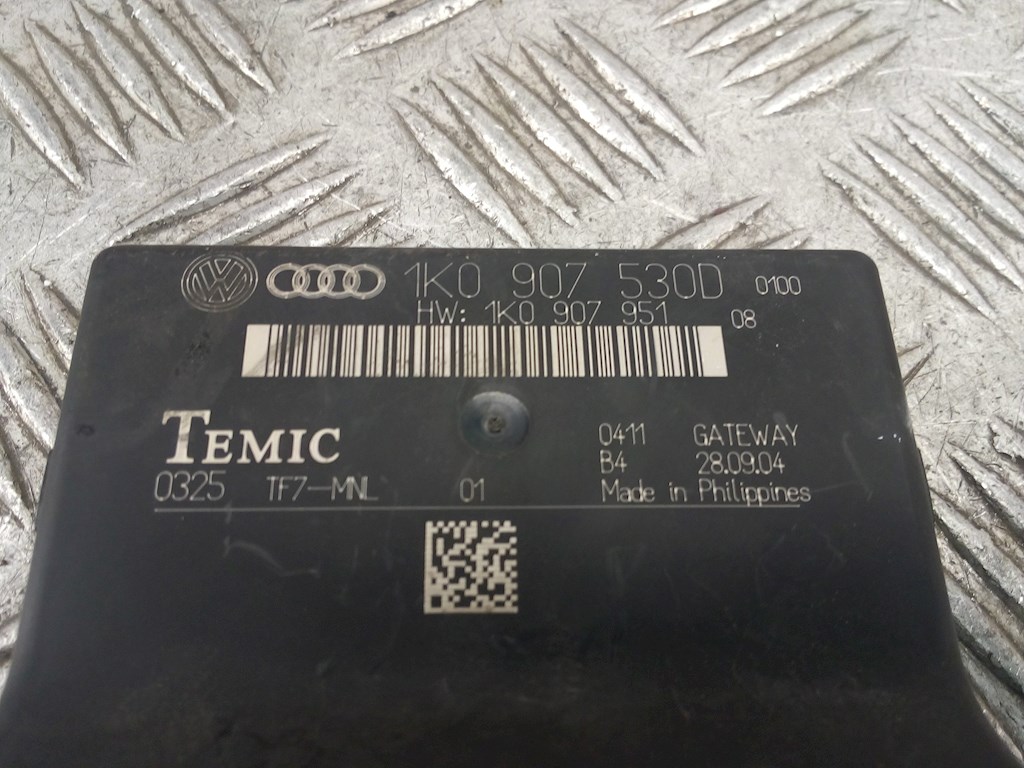 1K0 907 530D 0100
HW: 1K0 907 951 08
TEMIC
0411 GATEWAY
B4 28.09.04
0325 TF7-MNL 01 Made in Philippines